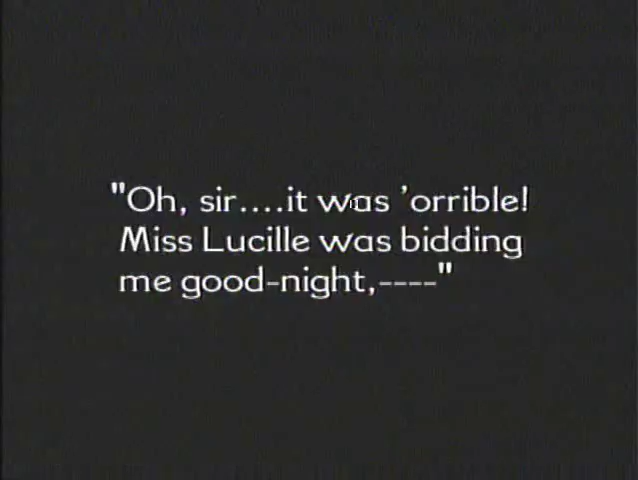 "Oh, sir....it was 'orrible!
Miss Lucille was bidding
me good-night,----"